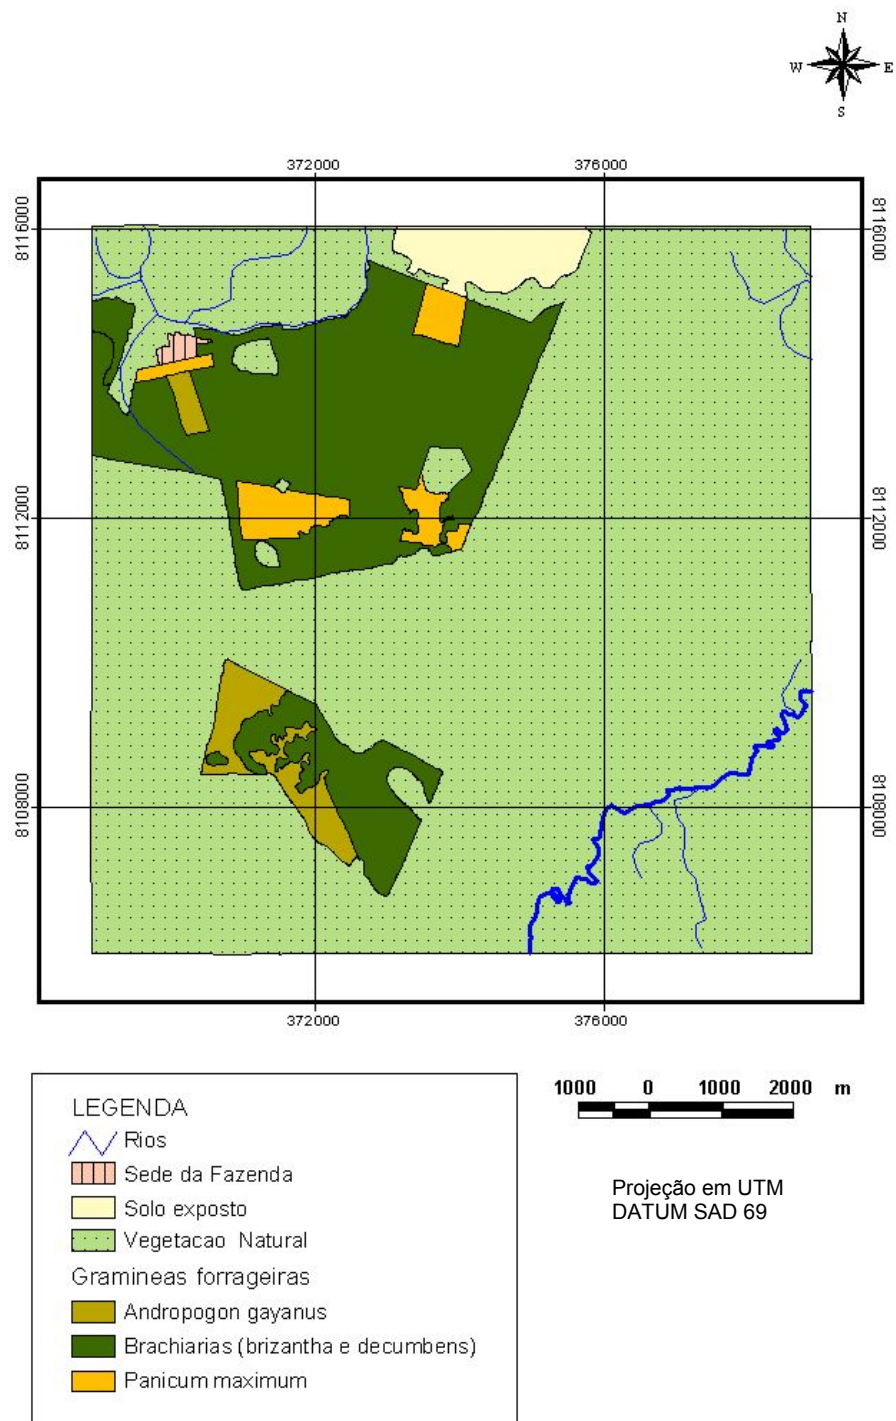 N
W E
S
372000 376000
8116000 8116000
8112000 8112000
8108000 8108000
372000 376000
1000 0 1000 2000 m
LEGENDA
Rios
Sede da Fazenda
Solo exposto
Vegetacao Natural
Gramineas forrageiras
Andropogon gayanus
Brachiarias (brizantha e decumbens)
Panicum maximum
Projeção em UTM
DATUM SAD 69